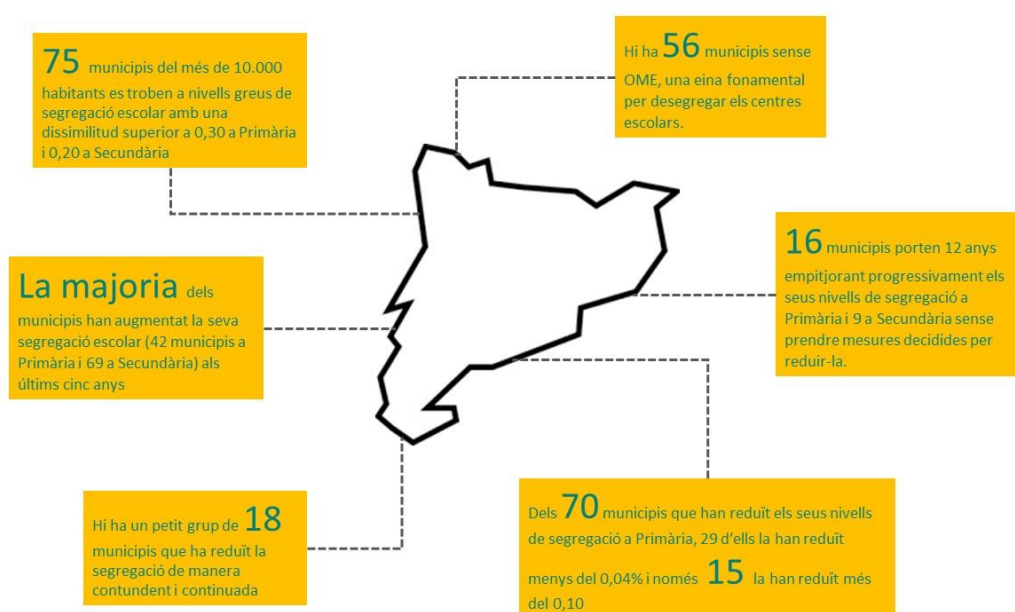 75 municipis del més de 10.000
habitants es troben a nivells greus de
segregació escolar amb una
dissimilitud superior a 0,30 a Primària
i 0,20 a Secundària
Hi ha 56 municipis sense
OME, una eina fonamental
per desegregar els centres
escolars.
La majoria dels
municipis han augmentat la seva
segregació escolar (42 municipis a
Primària i 69 a Secundària) als
últims cinc anys
16 municipis porten 12 anys
empitjorant progressivament els
seus nivells de segregació a
Primària i 9 a Secundària sense
prendre mesures decidides per
reduir-la.
Hi ha un petit grup de 18
municipis que ha reduït la
segregació de manera
contundent i continuada
Dels 70 municipis que han reduït els seus nivells
de segregació a Primària, 29 d'ells la han reduït
menys del 0,04% i només 15 la han reduït més
del 0,10